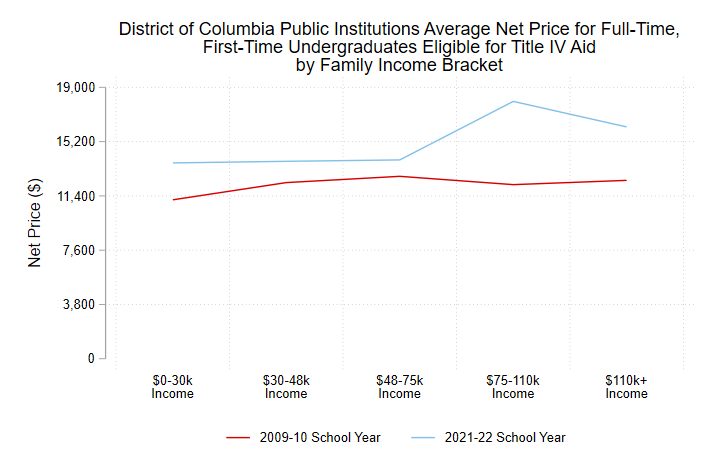 District of Columbia Public Institutions Average Net Price for Full-Time,
First-Time Undergraduates Eligible for Title IV Aid
by Family Income Bracket
Net Price ($)
19,000
15,200
11,400
7,600
3,800
0
$0-30k
Income
$30-48k
Income
$48-75k
Income
$75-110k
Income
$110k+
Income
2009-10 School Year
2021-22 School Year